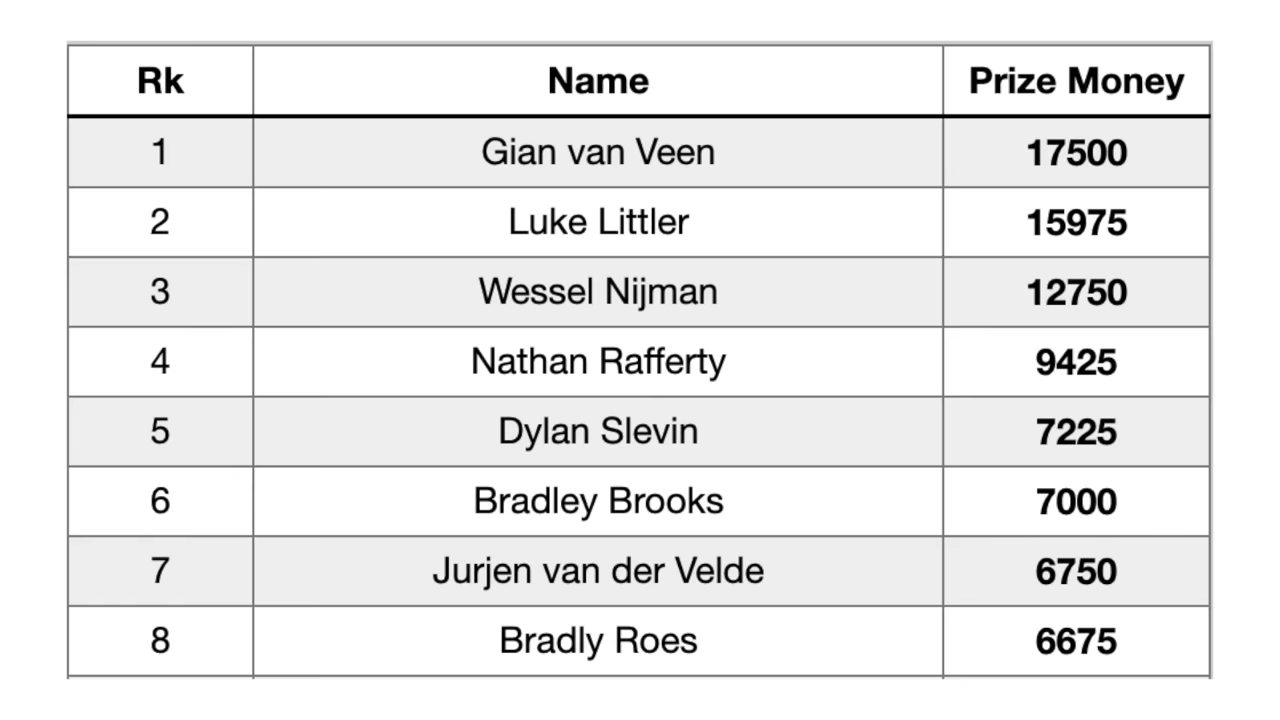 Rk Name Prize Money
1 Gian van Veen 17500
2 Luke Littler 15975
3 Wessel Nijman 12750
4 Nathan Rafferty 9425
5 Dylan Slevin 7225
6 Bradley Brooks 7000
7 Jurjen van der Velde 6750
8 Bradly Roes 6675